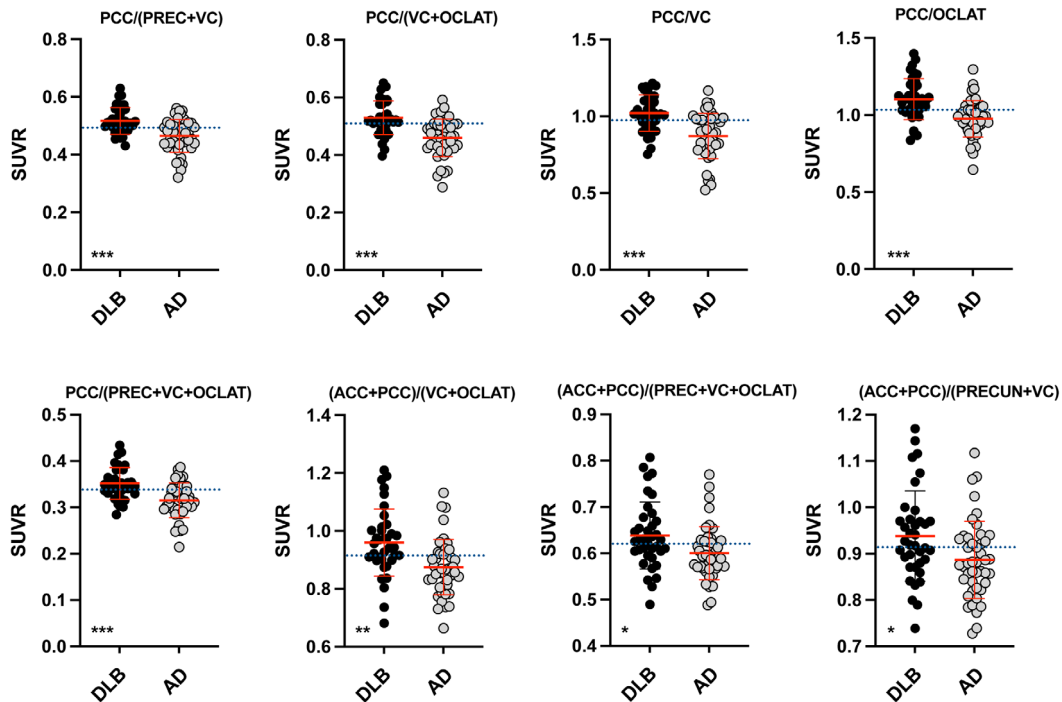 PCC/(PREC+VC)
0.8
0.6
0.4
0.2
0.0
SUVR
***
DLB
AD
PCC/(VC+OCLAT)
0.8
0.6
0.4
0.2
0.0
SUVR
***
DLB
AD
PCC/VC
1.5
1.0
0.5
0.0
SUVR
***
DLB
AD
PCC/OCLAT
1.5
1.0
0.5
0.0
SUVR
***
DLB
AD
PCC/(PREC+VC+OCLAT)
0.5
0.4
0.3
0.2
0.1
0.0
SUVR
***
DLB
AD
(ACC+PCC)/(VC+OCLAT)
1.4
1.2
1.0
0.8
0.6
SUVR
**
DLB
AD
(ACC+PCC)/(PREC+VC+OCLAT)
0.9
0.8
0.7
0.6
0.5
0.4
SUVR
*
DLB
AD
(ACC+PCC)/(PRECUN+VC)
1.2
1.1
1.0
0.9
0.8
0.7
SUVR
*
DLB
AD